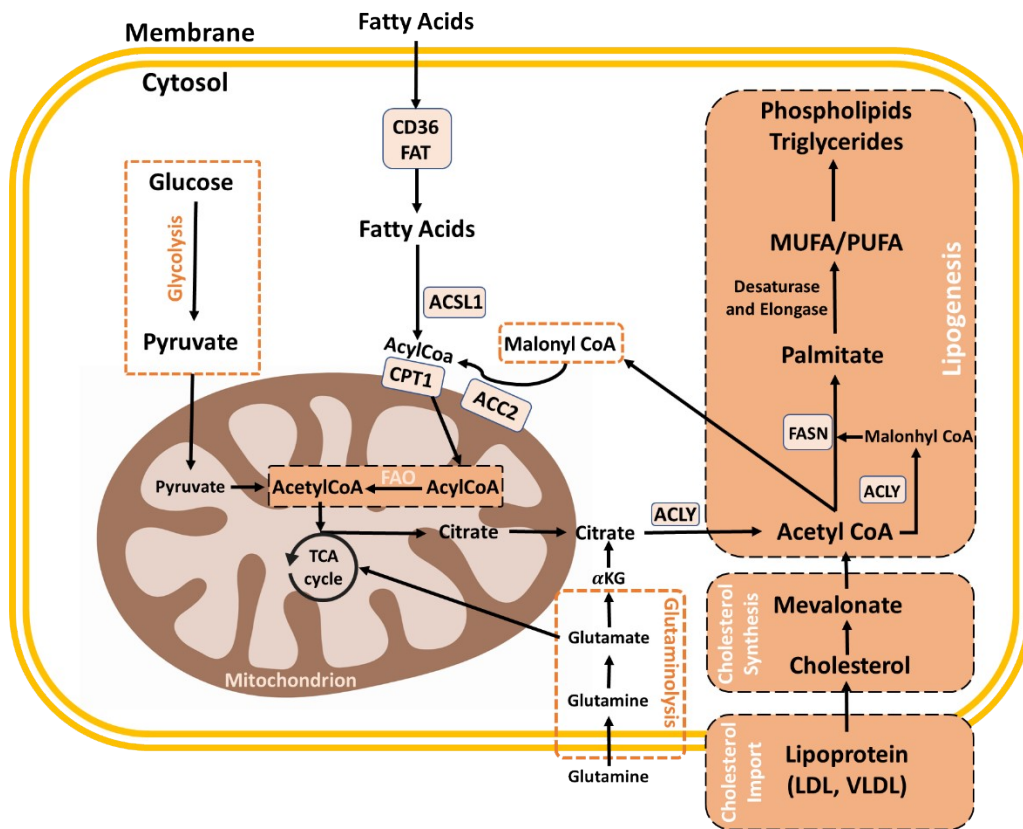 Membrane
Cytosol
Fatty Acids
CD36
FAT
Fatty Acids
ACSL1
AcylCoa
CPT1
ACC2
Malonyl CoA
Glucose
Glycolysis
Pyruvate
Pyruvate
AcetylCoA
FAO
AcylCoA
TCA
cycle
Citrate
Citrate
Mitochondrion
ACLY
αKG
Glutamate
Glutamine
Glutaminolysis
Glutamine
Phospholipids
Triglycerides
MUFA/PUFA
Desaturase
and Elongase
Palmitate
FASN
Malonhyl CoA
ACLY
Acetyl CoA
Lipogenesis
Mevalonate
Cholesterol
Cholesterol
Synthesis
Lipoprotein
(LDL, VLDL)
Cholesterol
Import